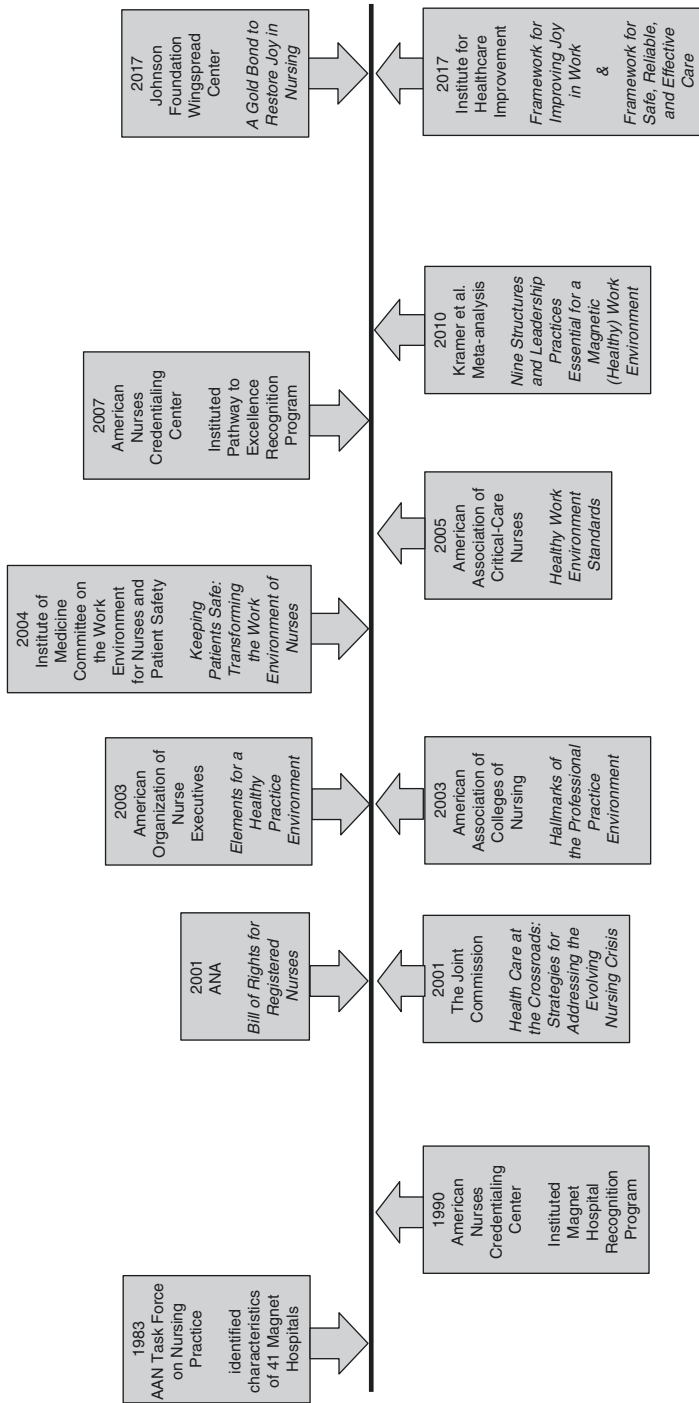 1983
AAN Task Force
on Nursing
Practice
identified
characteristics
of 41 Magnet
Hospitals
1990
American
Nurses
Credentialing
Center
Instituted
Magnet
Hospital
Recognition
Program
2001
ANA
Bill of Rights for
Registered
Nurses
2001
The Joint
Commission
Health Care at
the Crossroads:
Strategies for
Addressing the
Evolving
Nursing Crisis
2003
American
Organization of
Nurse
Executives
Elements for a
Healthy
Practice
Environment
2003
American
Association of
Colleges of
Nursing
Hallmarks of
the Professional
Practice
Environment
2004
Institute of
Medicine
Committee on
the Work
Environment
for Nurses and
Patient Safety
Keeping
Patients Safe:
Transforming
the Work
Environment of
Nurses
2005
American
Association of
Critical-Care
Nurses
Healthy Work
Environment
Standards
2007
American
Nurses
Credentialing
Center
Instituted
Pathway to
Excellence
Recognition
Program
2010
Kramer et al.
Meta-analysis
Nine Structures
and Leadership
Practices
Essential for a
Magnetic
(Healthy) Work
Environment
2017
Johnson
Foundation
Wingspread
Center
A Gold Bond to
Restore Joy in
Nursing
2017
Institute for
Healthcare
Improvement
Framework for
Improving Joy
in Work
&
Framework for
Safe, Reliable,
and Effective
Care